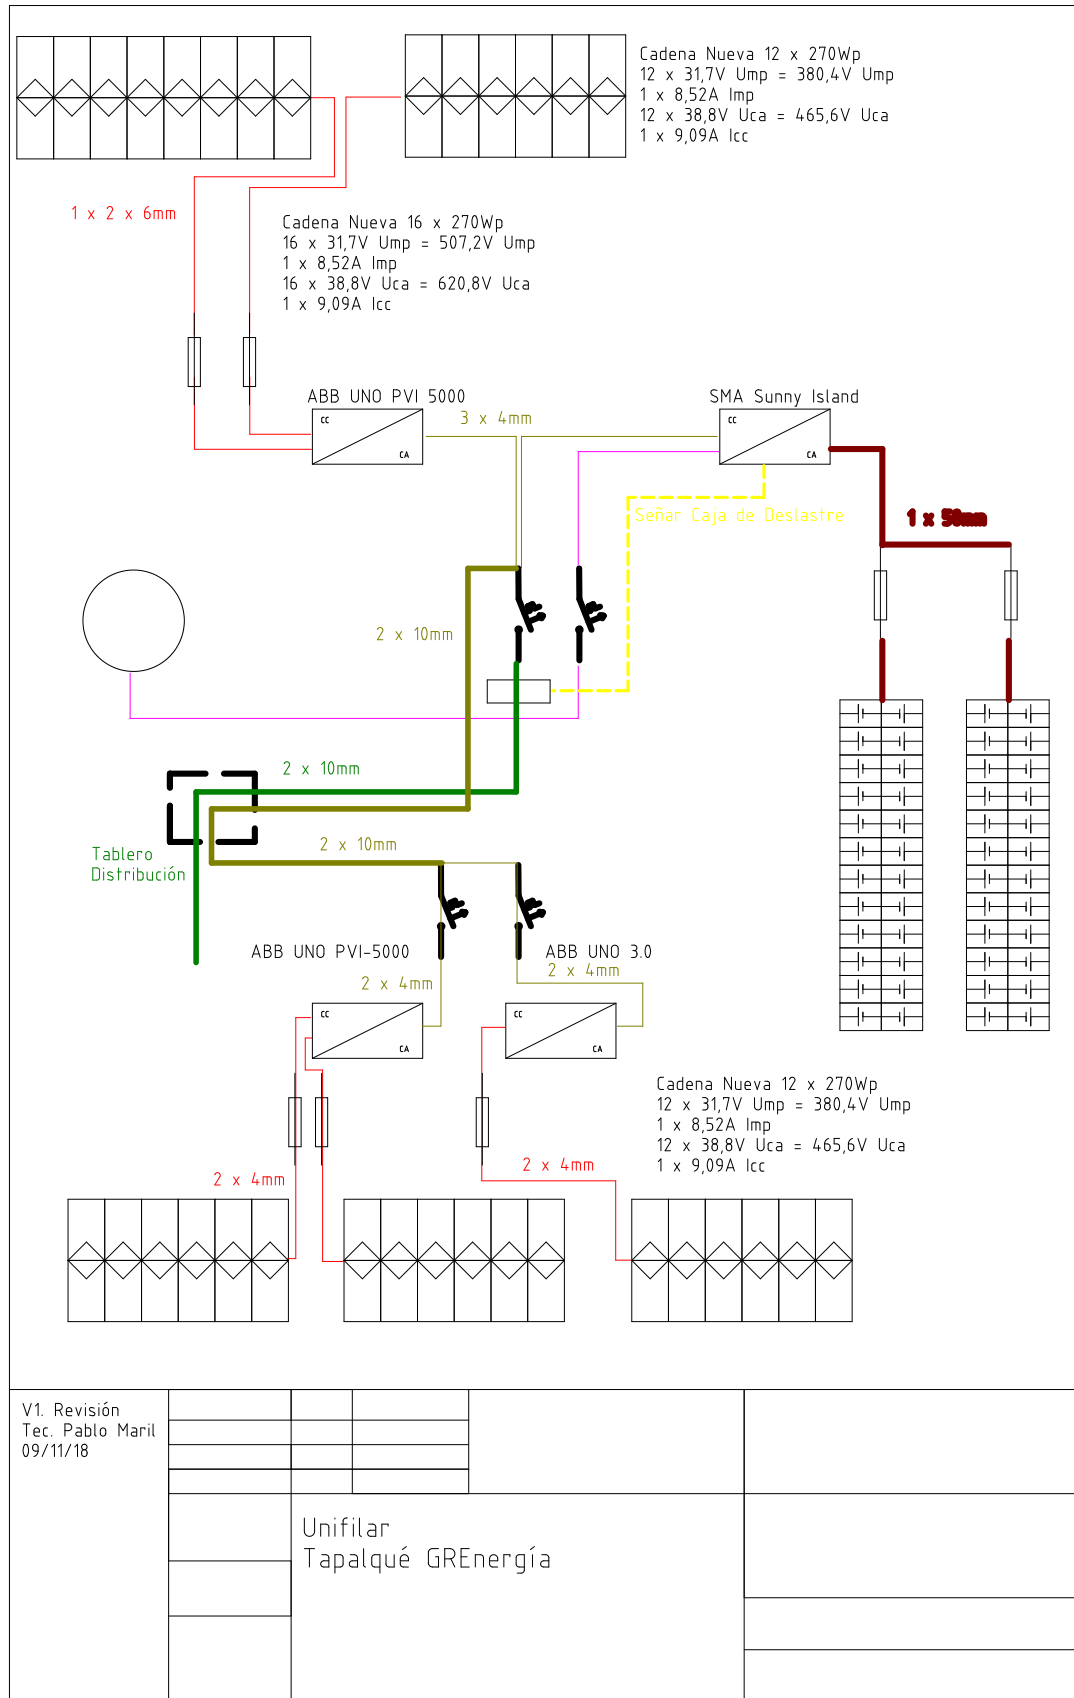 Cadena Nueva 12 x 270Wp
12 x 31,7V Ump = 380,4V Ump
1 x 8,52A Imp
12 x 38,8V Uca = 465,6V Uca
1 x 9,09A Icc
1 x 2 x 6mm
Cadena Nueva 16 x 270Wp
16 x 31,7V Ump = 507,2V Ump
1 x 8,52A Imp
16 x 38,8V Uca = 620,8V Uca
1 x 9,09A Icc
ABB UNO PVI 5000
SMA Sunny Island
3 x 4mm
CC
CA
CC
CA
Señar Caja de Deslastre
1 x 50mm
2 x 10mm
2 x 10mm
2 x 10mm
Tablero
Distribución
ABB UNO PVI-5000
ABB UNO 3.0
2 x 4mm
2 x 4mm
CC
CA
CC
CA
Cadena Nueva 12 x 270Wp
12 x 31,7V Ump = 380,4V Ump
1 x 8,52A Imp
12 x 38,8V Uca = 465,6V Uca
1 x 9,09A Icc
2 x 4mm
2 x 4mm
V1. Revisión
Tec. Pablo Maril
09/11/18
Unifilar
Tapalqué GREnergía